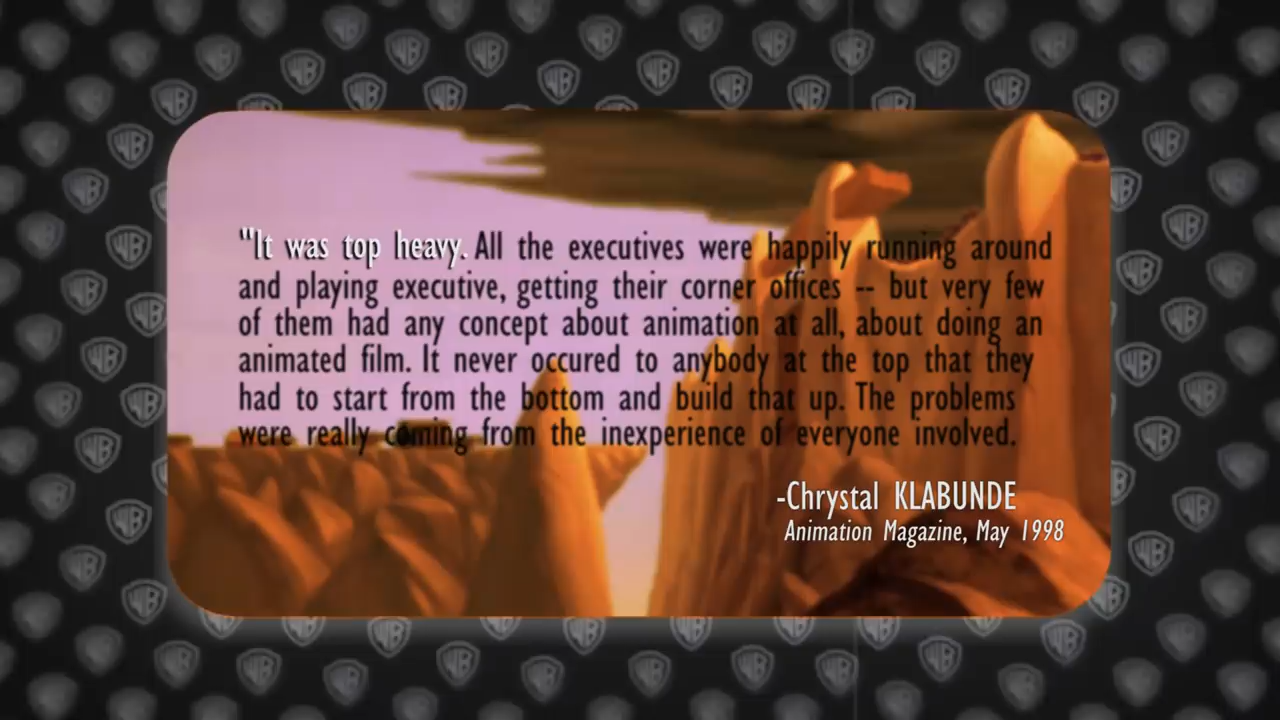 "It was top heavy. All the executives were happily running around
and playing executive, getting their corner offices -- but very few
of them had any concept about animation at all, about doing an
animated film. It never occured to anybody at the top that they
had to start from the bottom and build that up. The problems
were really coming from the inexperience of everyone involved.
-Chrystal KLABUNDE
Animation Magazine, May 1998